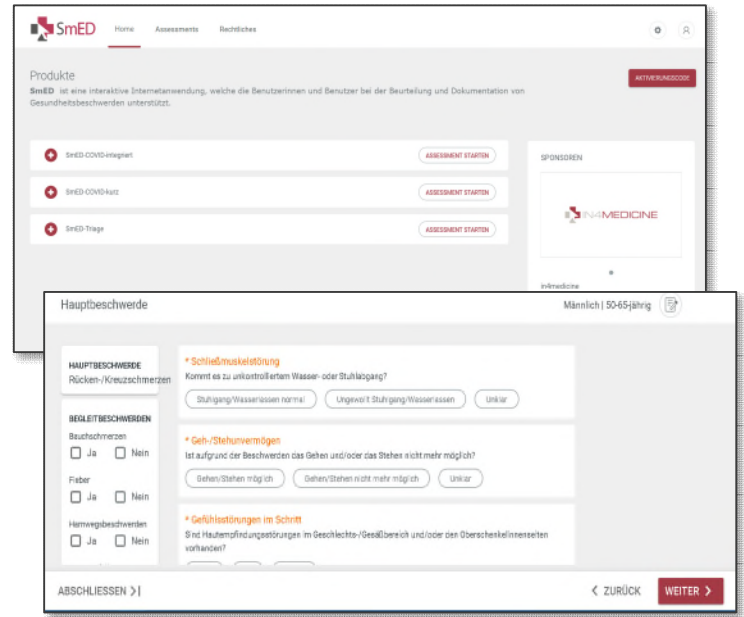 SmED
Home Assessments Rechtliches
Produkte
AKTIVIERUNGSCODE
SmED ist eine interaktive Internetanwendung, welche die Benutzerinnen und Benutzer bei der Beurteilung und Dokumentation von
Gesundheitsbeschwerden unterstützt.
SmED-COVID-integriert ASSESSMENT STARTEN
SmED-COVID-kurz ASSESSMENT STARTEN
SmED-Triage ASSESSMENT STARTEN
SPONSOREN
IN4MEDICINE
in4medicine
Hauptbeschwerde
Männlich | 50-65-jährig
HAUPTBESCHWERDE
Rücken-/Kreuzschmerzen
BEGLEITBESCHWERDEN
Bauchschmerzen
Ja Nein
Fieber
Ja Nein
Harnwegsbeschwerden
Ja Nein
* Schließmuskelstörung
Kommt es zu unkontrolliertem Wasser- oder Stuhlabgang?
Stuhlgang/Wasserlassen normal Ungewollt Stuhlgang/Wasserlassen Unklar
* Geh-/Stehunvermögen
Ist aufgrund der Beschwerden das Gehen und/oder das Stehen nicht mehr möglich?
Gehen/Stehen möglich Gehen/Stehen nicht mehr möglich Unklar
* Gefühlsstörungen im Schritt
Sind Hautempfindungsstörungen im Geschlechts-/Gesäßbereich und/oder den Oberschenkelinnenseiten
vorhanden?
ABSCHLIESSEN >| < ZURÜCK WEITER >